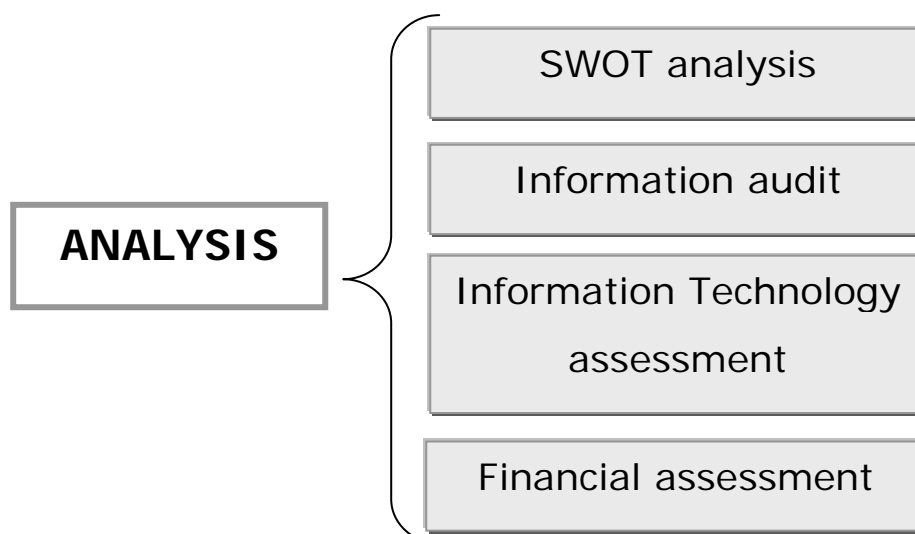 ANALYSIS
SWOT analysis
Information audit
Information Technology
assessment
Financial assessment